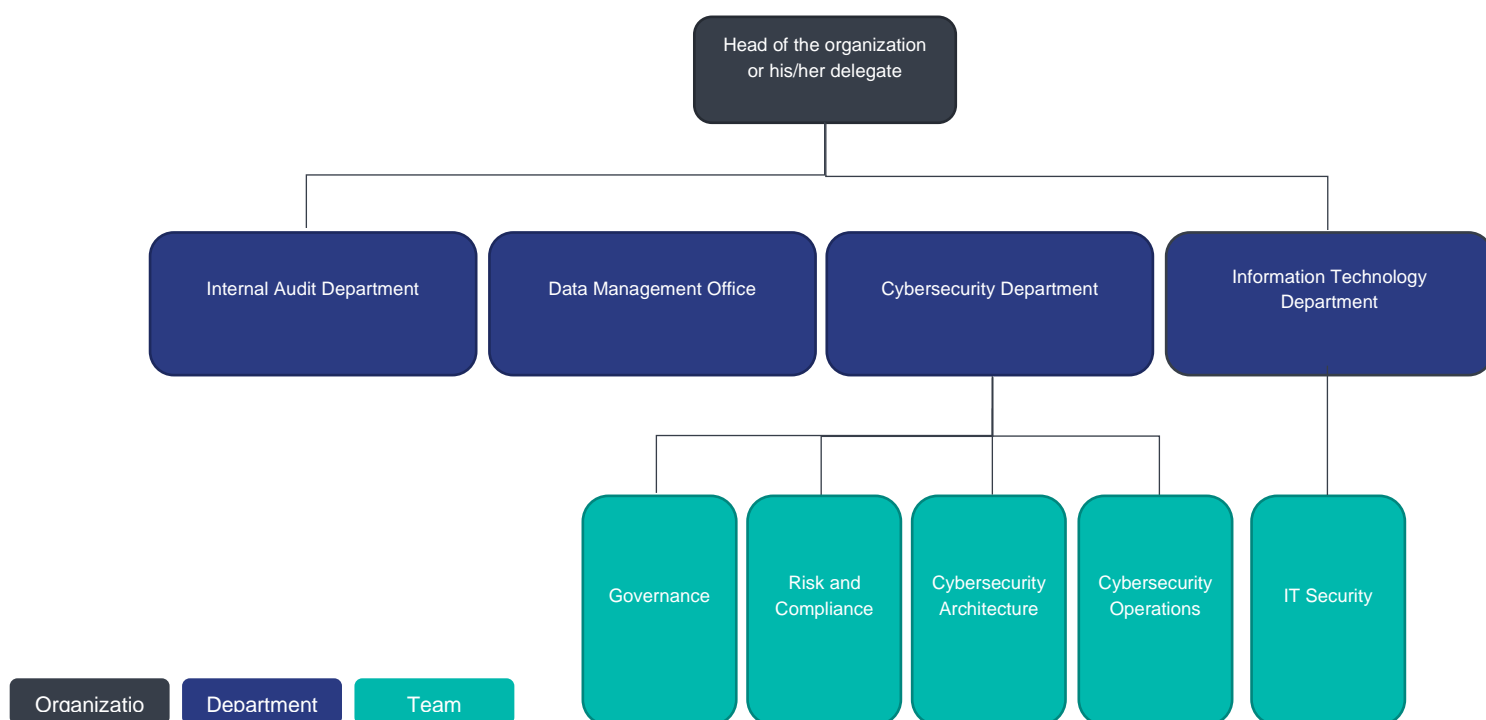 Head of the organization
or his/her delegate
Internal Audit Department
Data Management Office
Cybersecurity Department
Information Technology
Department
Governance
Risk and
Compliance
Cybersecurity
Architecture
Cybersecurity
Operations
IT Security
Organizatio
Department
Team